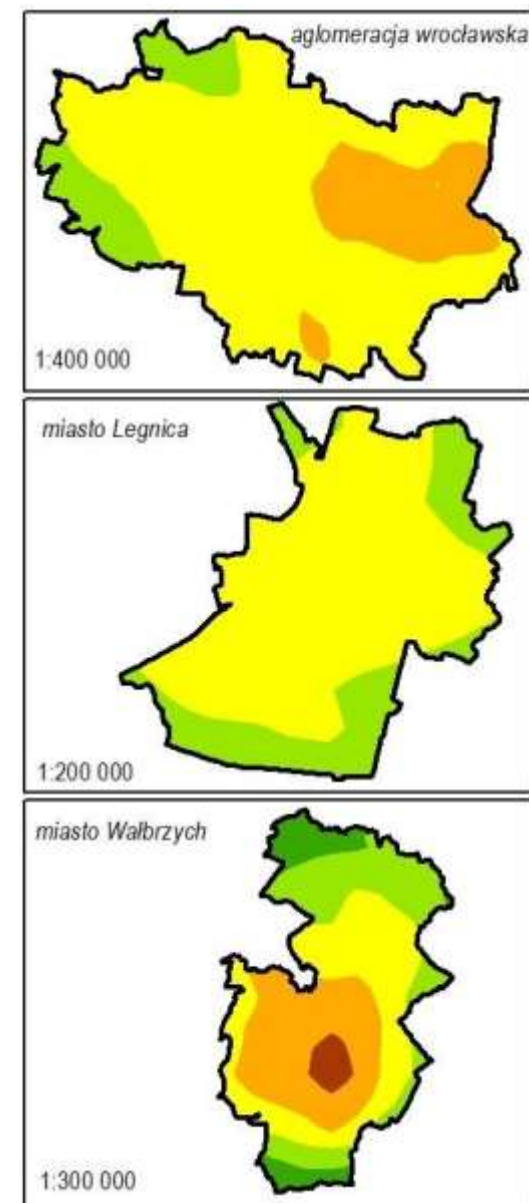 aglomeracja wrocławska
1:400 000
miasto Legnica
1:200 000
miasto Wałbrzych
1:300 000